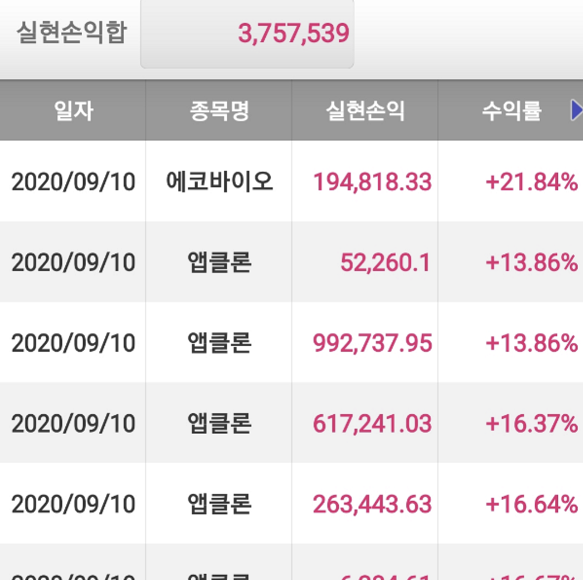 실현손익합 3,757,539
일자 종목명 실현손익 수익률
2020/09/10 에코바이오 194,818.33 +21.84%
2020/09/10 앱클론 52,260.1 +13.86%
2020/09/10 앱클론 992,737.95 +13.86%
2020/09/10 앱클론 617,241.03 +16.37%
2020/09/10 앱클론 263,443.63 +16.64%